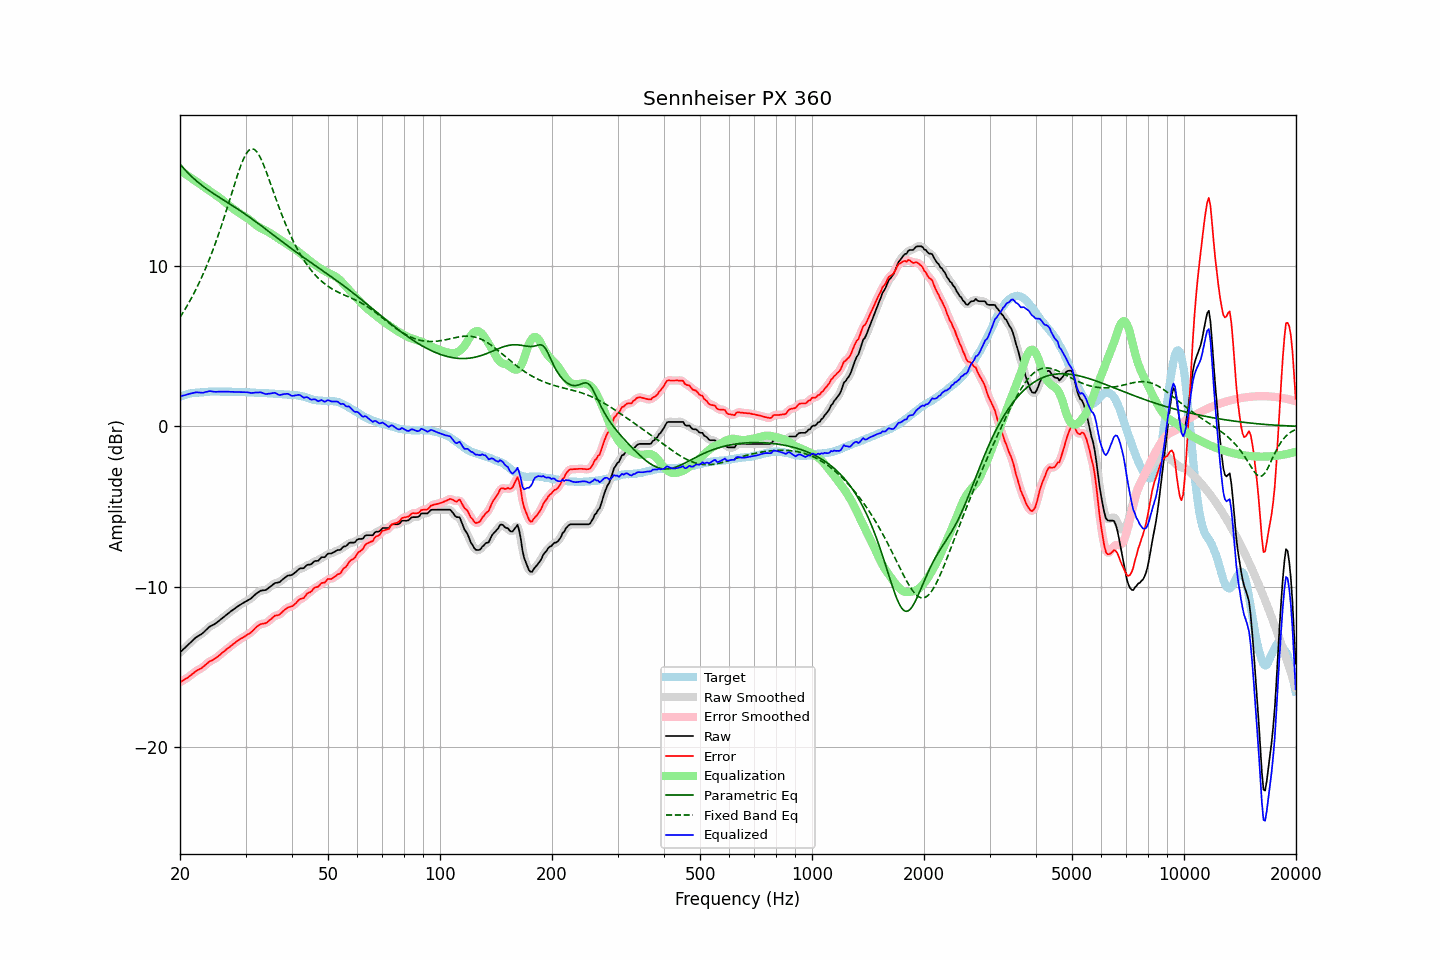 Sennheiser PX 360
Amplitude (dBr)
10
0
−10
−20
Target
Raw Smoothed
Error Smoothed
Raw
Error
Equalization
Parametric Eq
Fixed Band Eq
Equalized
20 50 100 200 500 1000 2000 5000 10000 20000
Frequency (Hz)